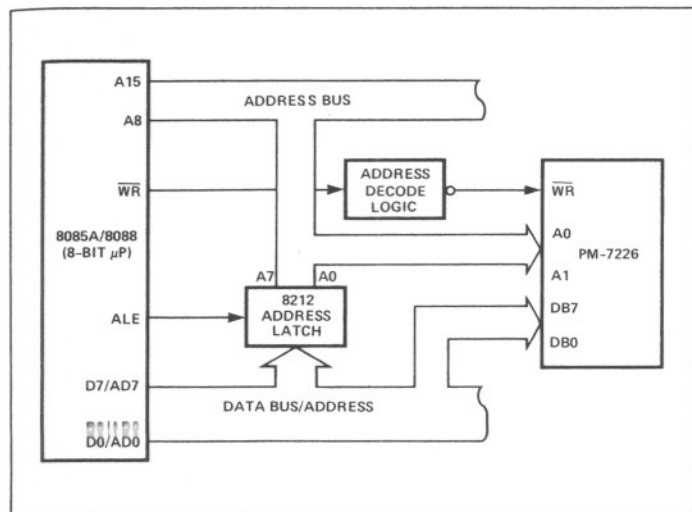 A15
ADDRESS BUS
A8
WR
8085A/8088
(8-BIT µP)
ADDRESS
DECODE
LOGIC
WR
A0
A1
PM-7226
A7 A0
ALE
8212
ADDRESS
LATCH
DB7
DB0
D7/AD7
DATA BUS/ADDRESS
D0/AD0